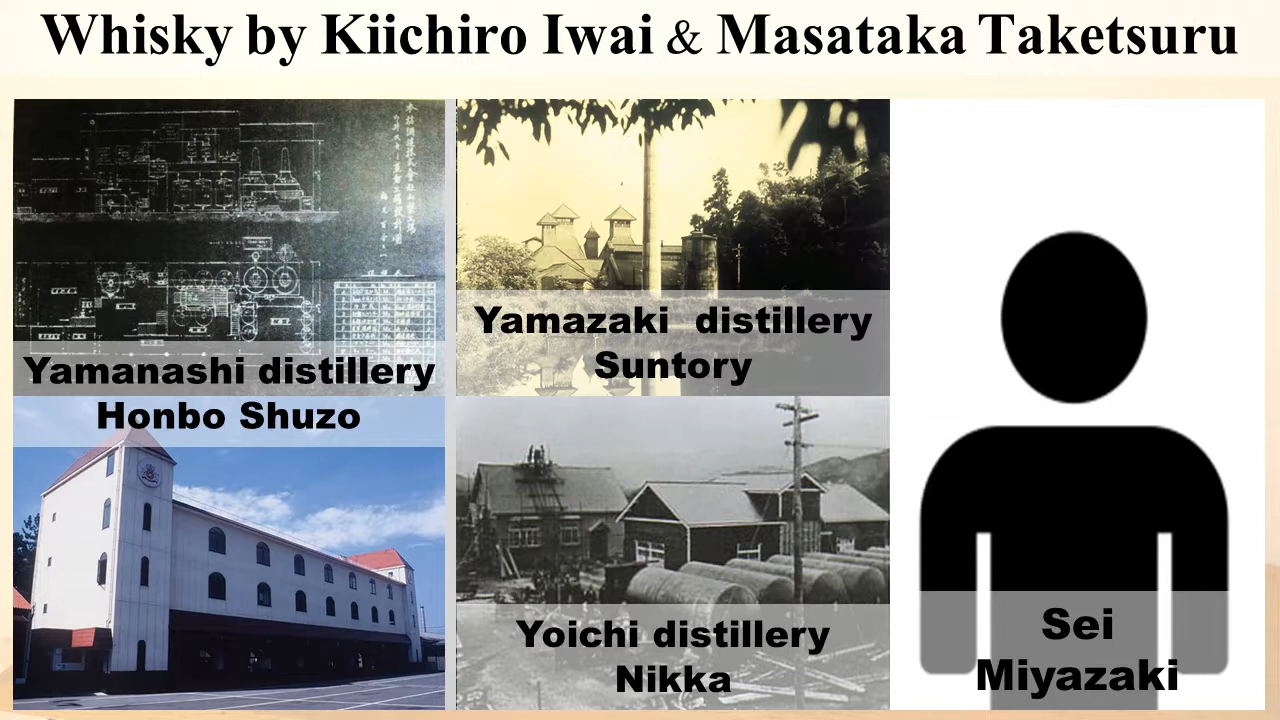 Whisky by Kiichiro Iwai & Masataka Taketsuru
Yamanashi distillery
Honbo Shuzo
Yamazaki distillery
Suntory
Yoichi distillery
Nikka
Sei
Miyazaki